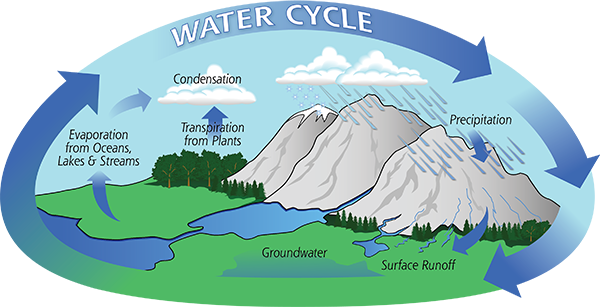 WATER CYCLE
Condensation
Precipitation
Evaporation
from Oceans,
Lakes & Streams
Transpiration
from Plants
Groundwater
Surface Runoff